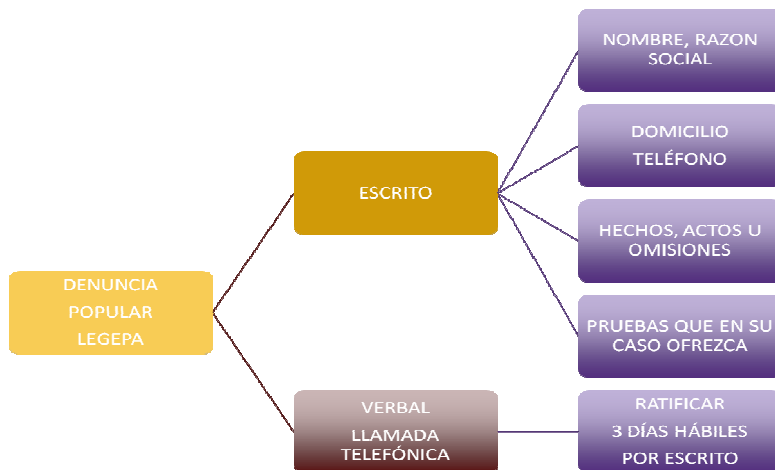 NOMBRE, RAZON
SOCIAL
DOMICILIO
TELÉFONO
ESCRITO
HECHOS, ACTOS U
OMISIONES
DENUNCIA
POPULAR
LEGEPA
PRUEBAS QUE EN SU
CASO OFREZCA
VERBAL
LLAMADA
TELEFÓNICA
RATIFICAR
3 DÍAS HÁBILES
POR ESCRITO